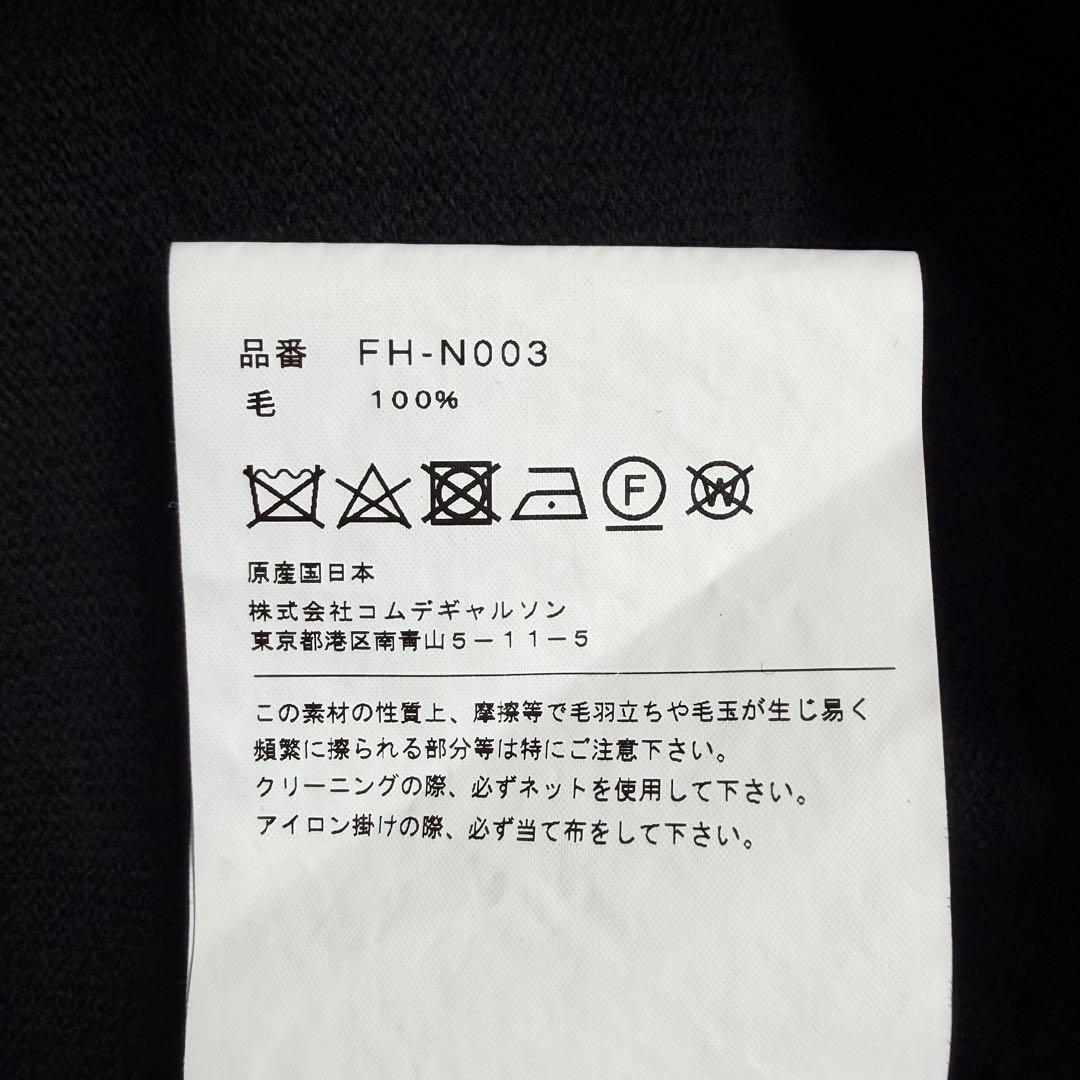 品番 FH-N003
毛 100%
F W
原産国日本
株式会社コムデギャルソン
東京都港区南青山5-11-5
この素材の性質上、摩擦等で毛羽立ちや毛玉が生じ易く
頻繁に擦られる部分等は特にご注意下さい。
クリーニングの際、必ずネットを使用して下さい。
アイロン掛けの際、必ず当て布をして下さい。